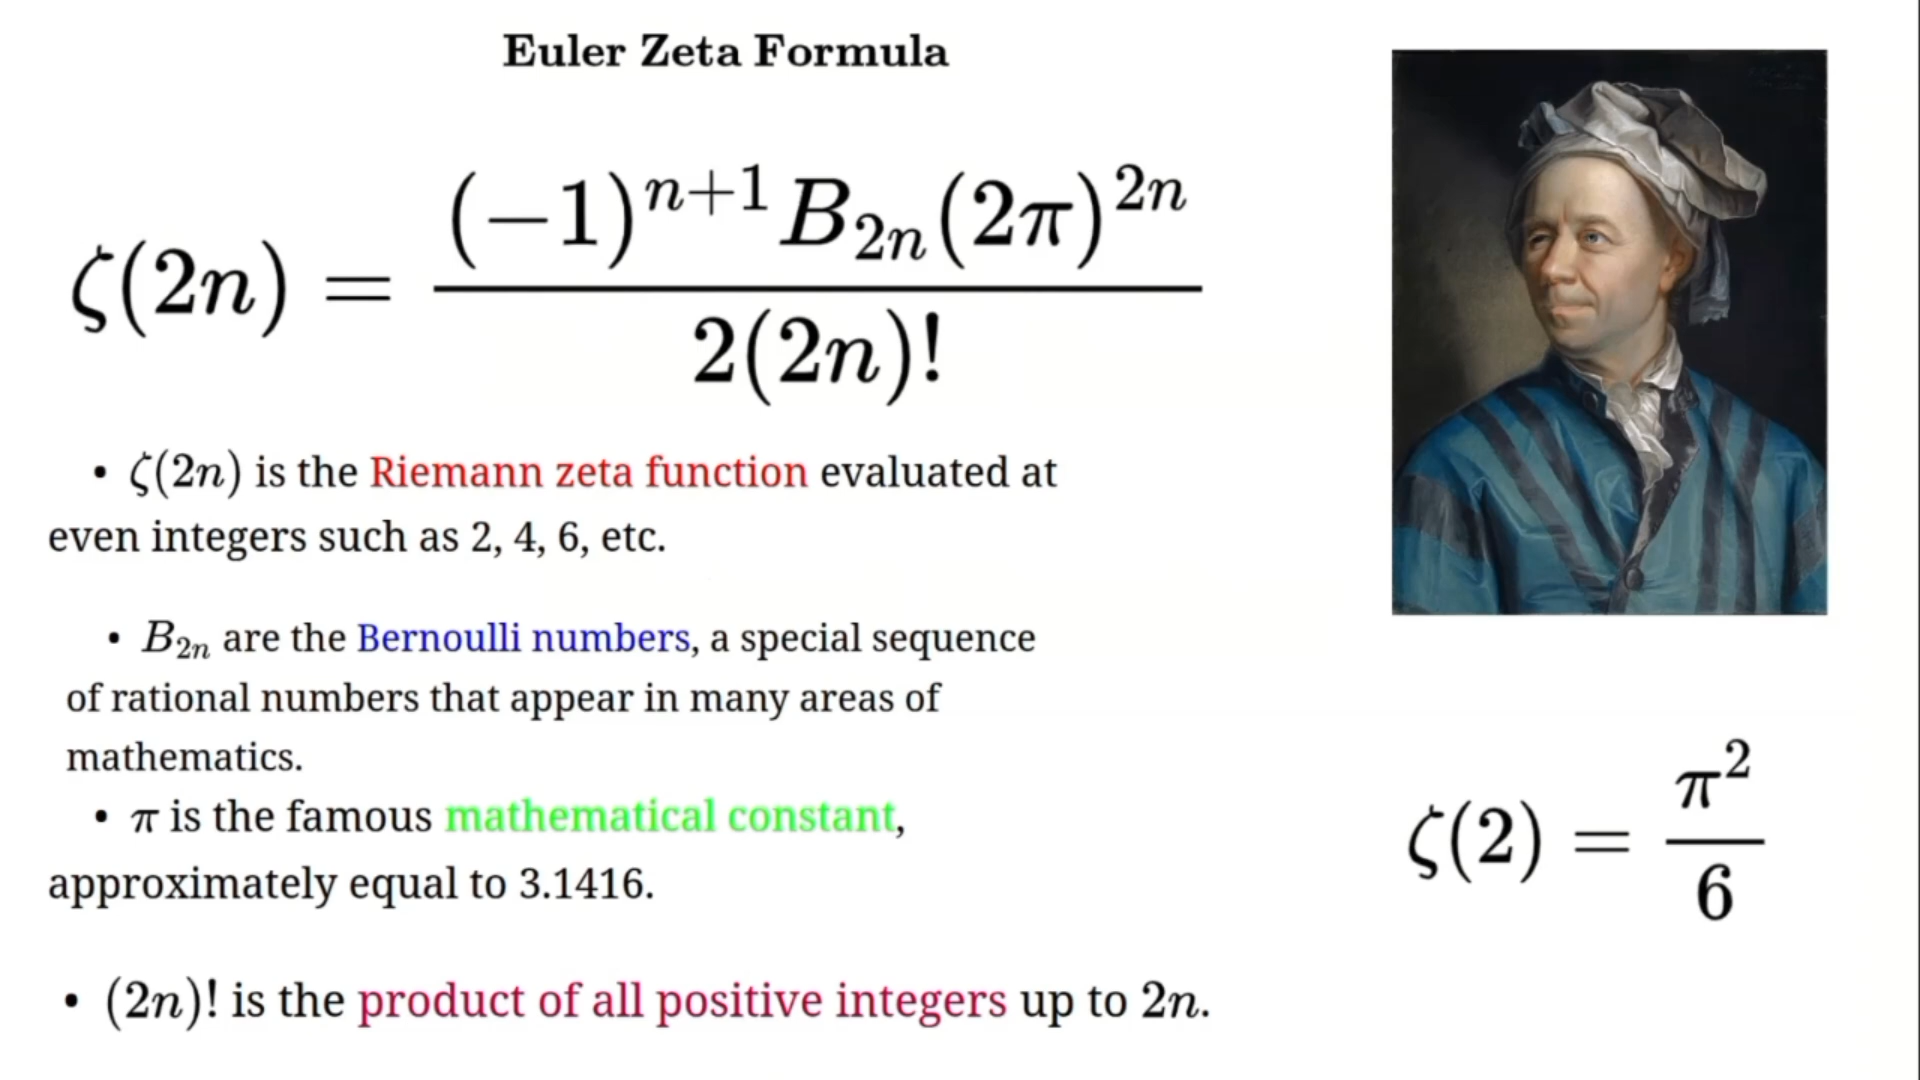 Euler Zeta Formula
ζ(2n) = \frac{(-1)^{n+1} B_{2n} (2π)^{2n}}{2(2n)!}
• ζ(2n) is the Riemann zeta function evaluated at
even integers such as 2, 4, 6, etc.
• B_{2n} are the Bernoulli numbers, a special sequence
of rational numbers that appear in many areas of
mathematics.
• π is the famous mathematical constant,
approximately equal to 3.1416.
• (2n)! is the product of all positive integers up to 2n.
ζ(2) = \frac{π^2}{6}